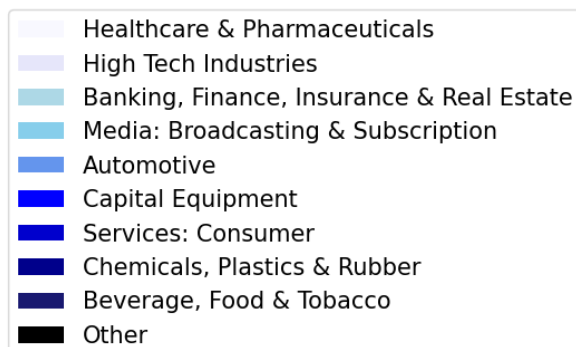 Healthcare & Pharmaceuticals
High Tech Industries
Banking, Finance, Insurance & Real Estate
Media: Broadcasting & Subscription
Automotive
Capital Equipment
Services: Consumer
Chemicals, Plastics & Rubber
Beverage, Food & Tobacco
Other